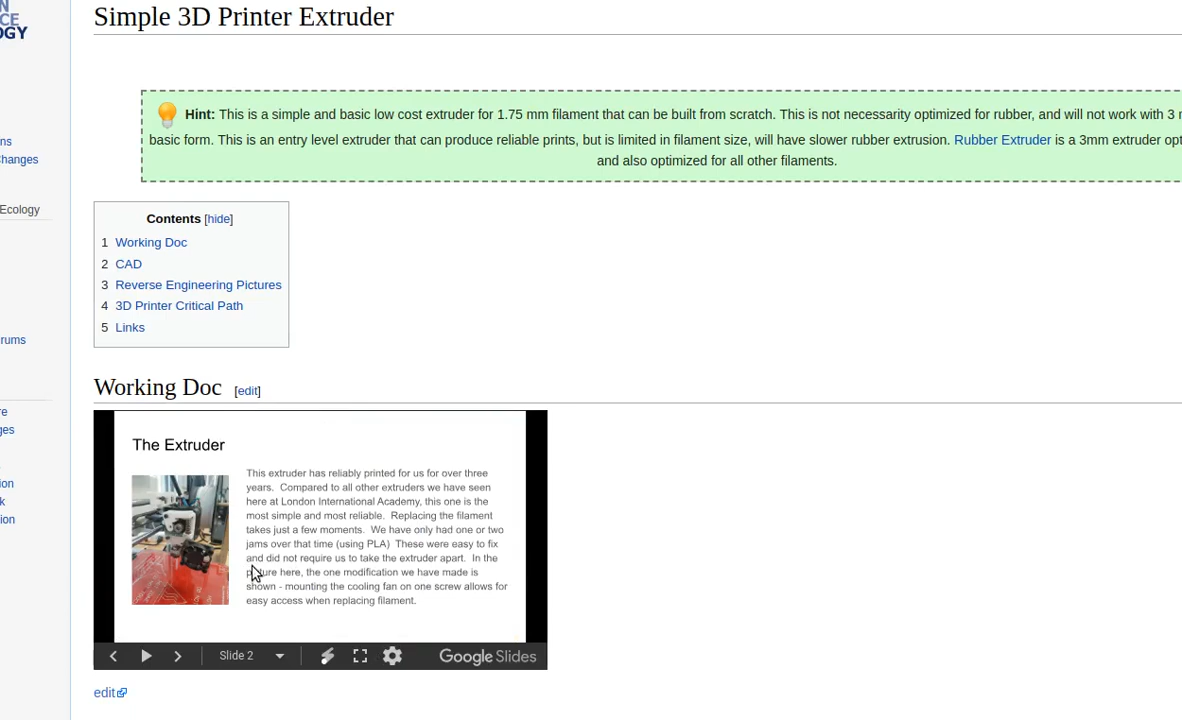 OGY
Simple 3D Printer Extruder
Hint: This is a simple and basic low cost extruder for 1.75 mm filament that can be built from scratch. This is not necessarity optimized for rubber, and will not work with 3
basic form. This is an entry level extruder that can produce reliable prints, but is limited in filament size, will have slower rubber extrusion. Rubber Extruder is a 3mm extruder opt
and also optimized for all other filaments.
ns
Changes
Ecology
rums
re
ges
ion
k
ion
Contents [hide]
1 Working Doc
2 CAD
3 Reverse Engineering Pictures
4 3D Printer Critical Path
5 Links
Working Doc [edit]
The Extruder
This extruder has reliably printed for us for over three
years. Compared to all other extruders we have seen
here at London International Academy, this one is the
most simple and most reliable. Replacing the filament
takes just a few moments. We have only had one or two
jams over that time (using PLA) These were easy to fix
and did not require us to take the extruder apart. In the
picture here, the one modification we have made is
shown - mounting the cooling fan on one screw allows for
easy access when replacing filament.
Slide 2
Google Slides
edit